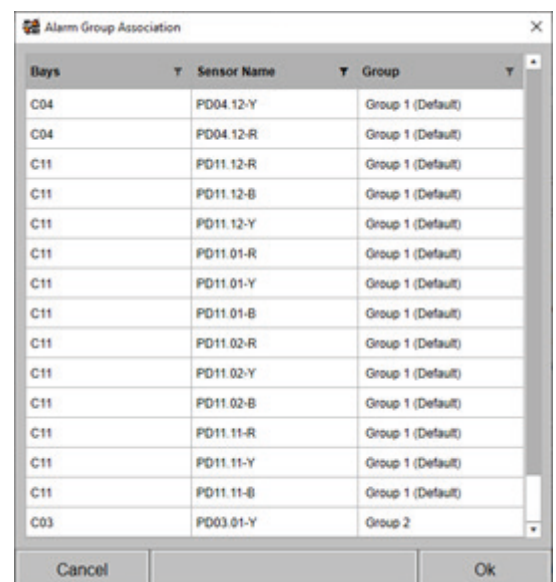 Alarm Group Association
Bays Sensor Name Group
C04 PD04.12-Y Group 1 (Default)
C04 PD04.12-R Group 1 (Default)
C11 PD11.12-R Group 1 (Default)
C11 PD11.12-B Group 1 (Default)
C11 PD11.12-Y Group 1 (Default)
C11 PD11.01-R Group 1 (Default)
C11 PD11.01-Y Group 1 (Default)
C11 PD11.01-B Group 1 (Default)
C11 PD11.02-R Group 1 (Default)
C11 PD11.02-Y Group 1 (Default)
C11 PD11.02-B Group 1 (Default)
C11 PD11.11-R Group 1 (Default)
C11 PD11.11-Y Group 1 (Default)
C11 PD11.11-B Group 1 (Default)
C03 PD03.01-Y Group 2
Cancel Ok